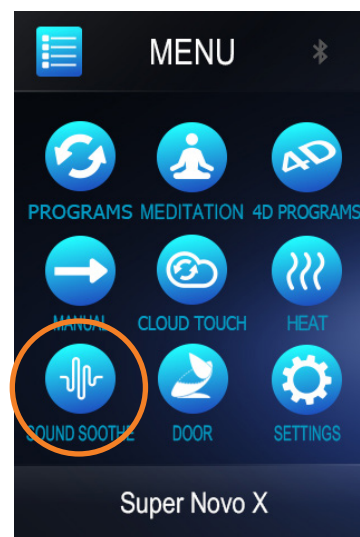 MENU
PROGRAMS MEDITATION 4D PROGRAMS
MANUAL CLOUD TOUCH HEAT
SOUND SOOTHE DOOR SETTINGS
Super Novo X